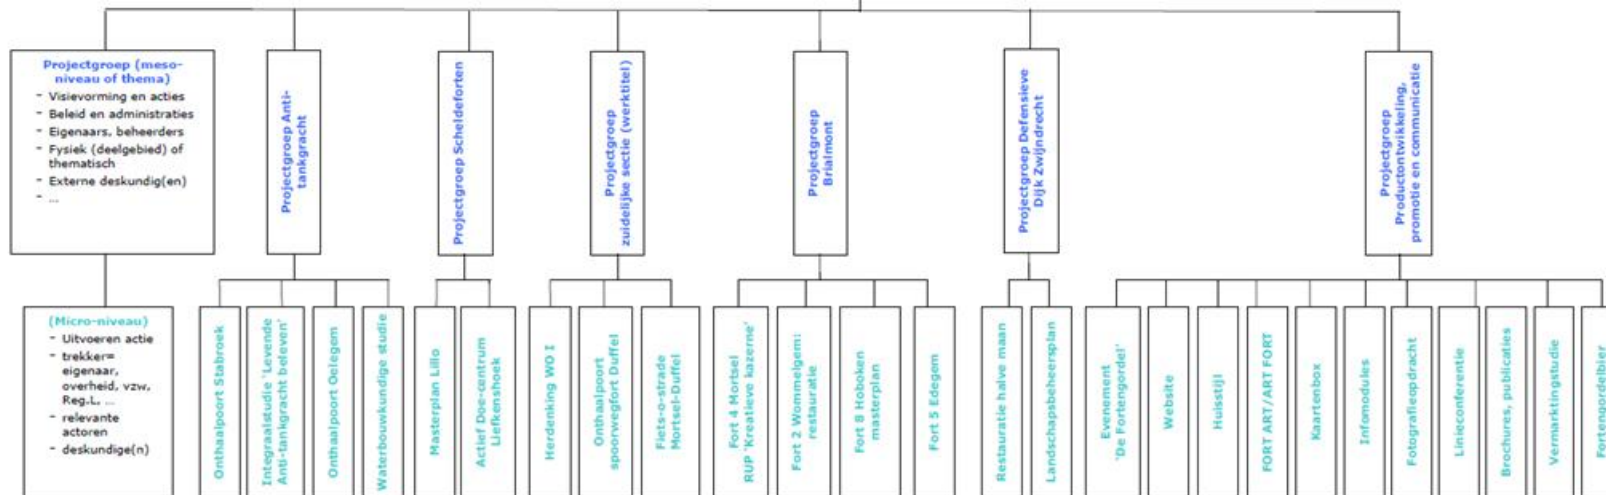 Projectgroep (meso-
niveau of thema)
- Visievorming en acties
- Beleid en administraties
- Eigenaars, beheerders
- Fysiek (deelgebied) of
thematisch
- Externe deskundig(en)
- ...
Projectgroep Anti-
tankgracht
Projectgroep Scheldeforten
Projectgroep
zuidelijke sectie (werktitel)
Projectgroep
Brialmont
Projectgroep Defensieve
Dijk Zwijndrecht
Projectgroep
Productontwikkeling,
promotie en communicatie
(Micro-niveau)
- Uitvoeren actie
- trekker=
eigenaar,
overheid, vzw,
Reg.L, ...
- relevante
actoren
- deskundige(n)
Onthaalpoort Stabroek
Integraalstudie 'Levende
Anti-tankgracht beleven'
Onthaalpoort Oelegem
Waterbouwkundige studie
Masterplan Lillo
Actief Doe-centrum
Liefkenshoek
Herdenking WO I
Onthaalpoort
spoorwegfort Duffel
Fiets-o-strade
Mortsel-Duffel
Fort 4 Mortsel
RUP 'Kreatieve kazerne'
Fort 2 Wommelgem:
restauratie
Fort 8 Hoboken
masterplan
Fort 5 Edegem
Restauratie halve maan
Landschapsbeheersplan
Evenement
'De Fortengordel'
Website
Huisstijl
FORT ART/ART FORT
Kaartenbox
Infomodules
Fotografieopdracht
Linieconferentie
Brochures, publicaties
Vermarktingstudie
Fortengordelbier